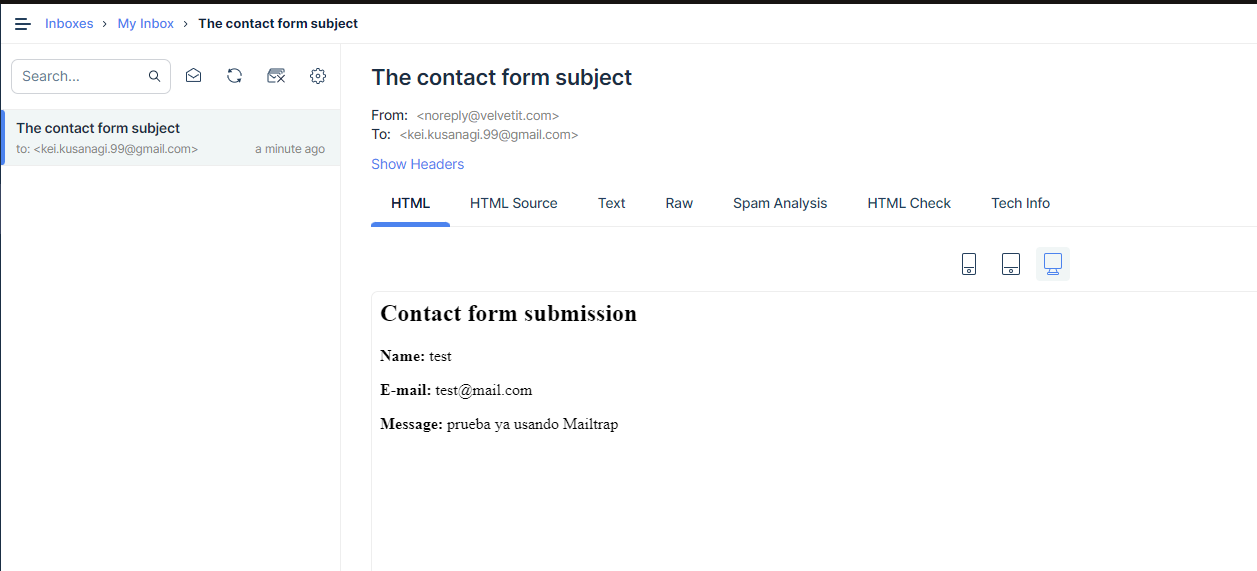 Inboxes › My Inbox › The contact form subject
Search...
The contact form subject
to: <kei.kusanagi.99@gmail.com> a minute ago
The contact form subject
From: <noreply@velvetit.com>
To: <kei.kusanagi.99@gmail.com>
Show Headers
HTML HTML Source Text Raw Spam Analysis HTML Check Tech Info
Contact form submission
Name: test
E-mail: test@mail.com
Message: prueba ya usando Mailtrap